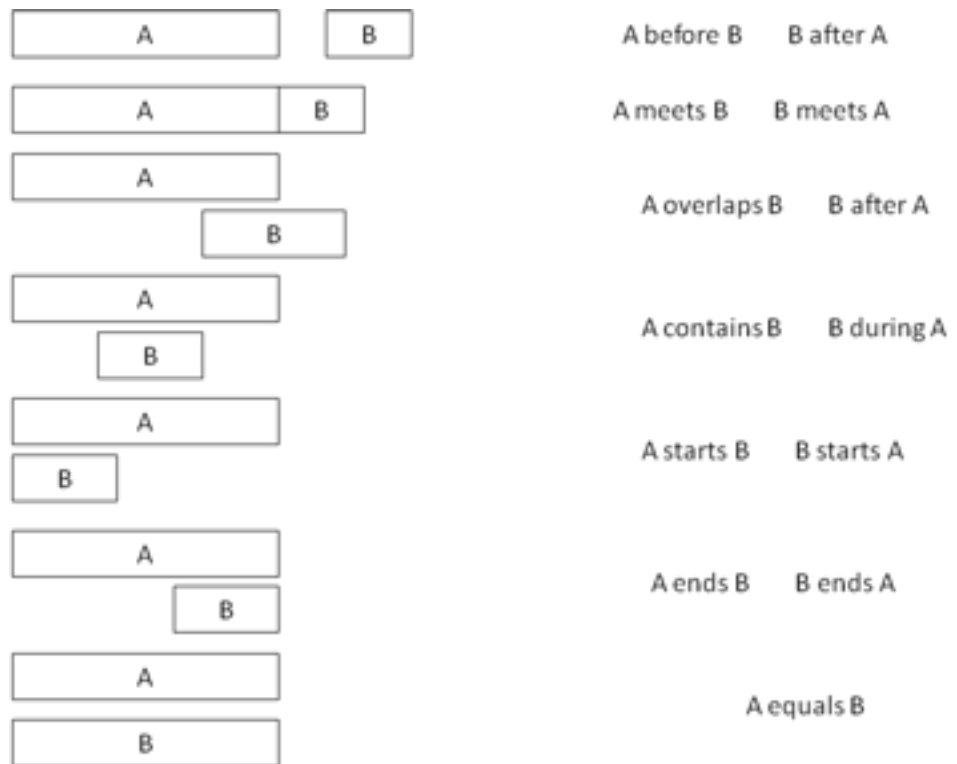 A B A before B B after A
A B A meets B B meets A
A
A overlaps B B after A
B
A
A contains B B during A
B
A
A starts B B starts A
B
A
A ends B B ends A
B
A
A equals B
B